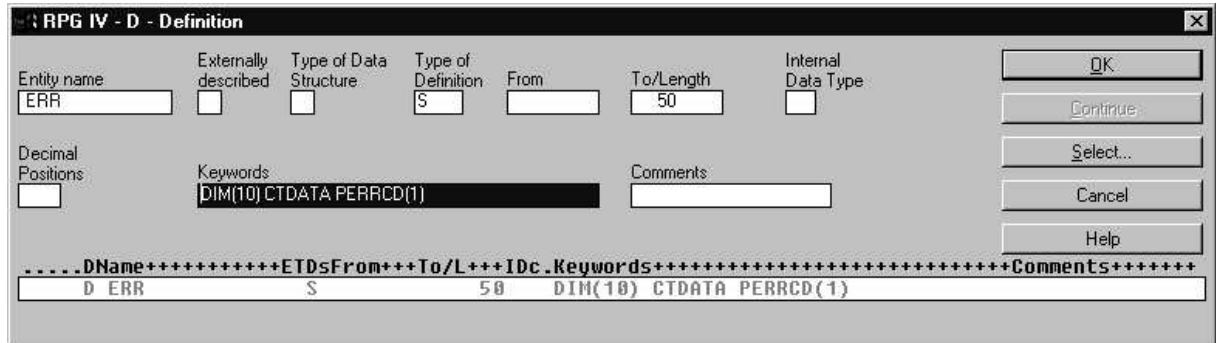 RPG IV - D - Definition
Externally Type of Data Type of Internal
Entity name described Structure Definition From To/Length Data Type OK
ERR S 50
Continue
Decimal
Positions Keywords Comments Select...
DIM(10) CTDATA PERRCD(1) Cancel
Help
.....DName+++++++++++ETDsFrom+++To/L+++IDc.Keywords+++++++++++++++++++++++++++++Comments+++++++
D ERR S 50 DIM(10) CTDATA PERRCD(1)